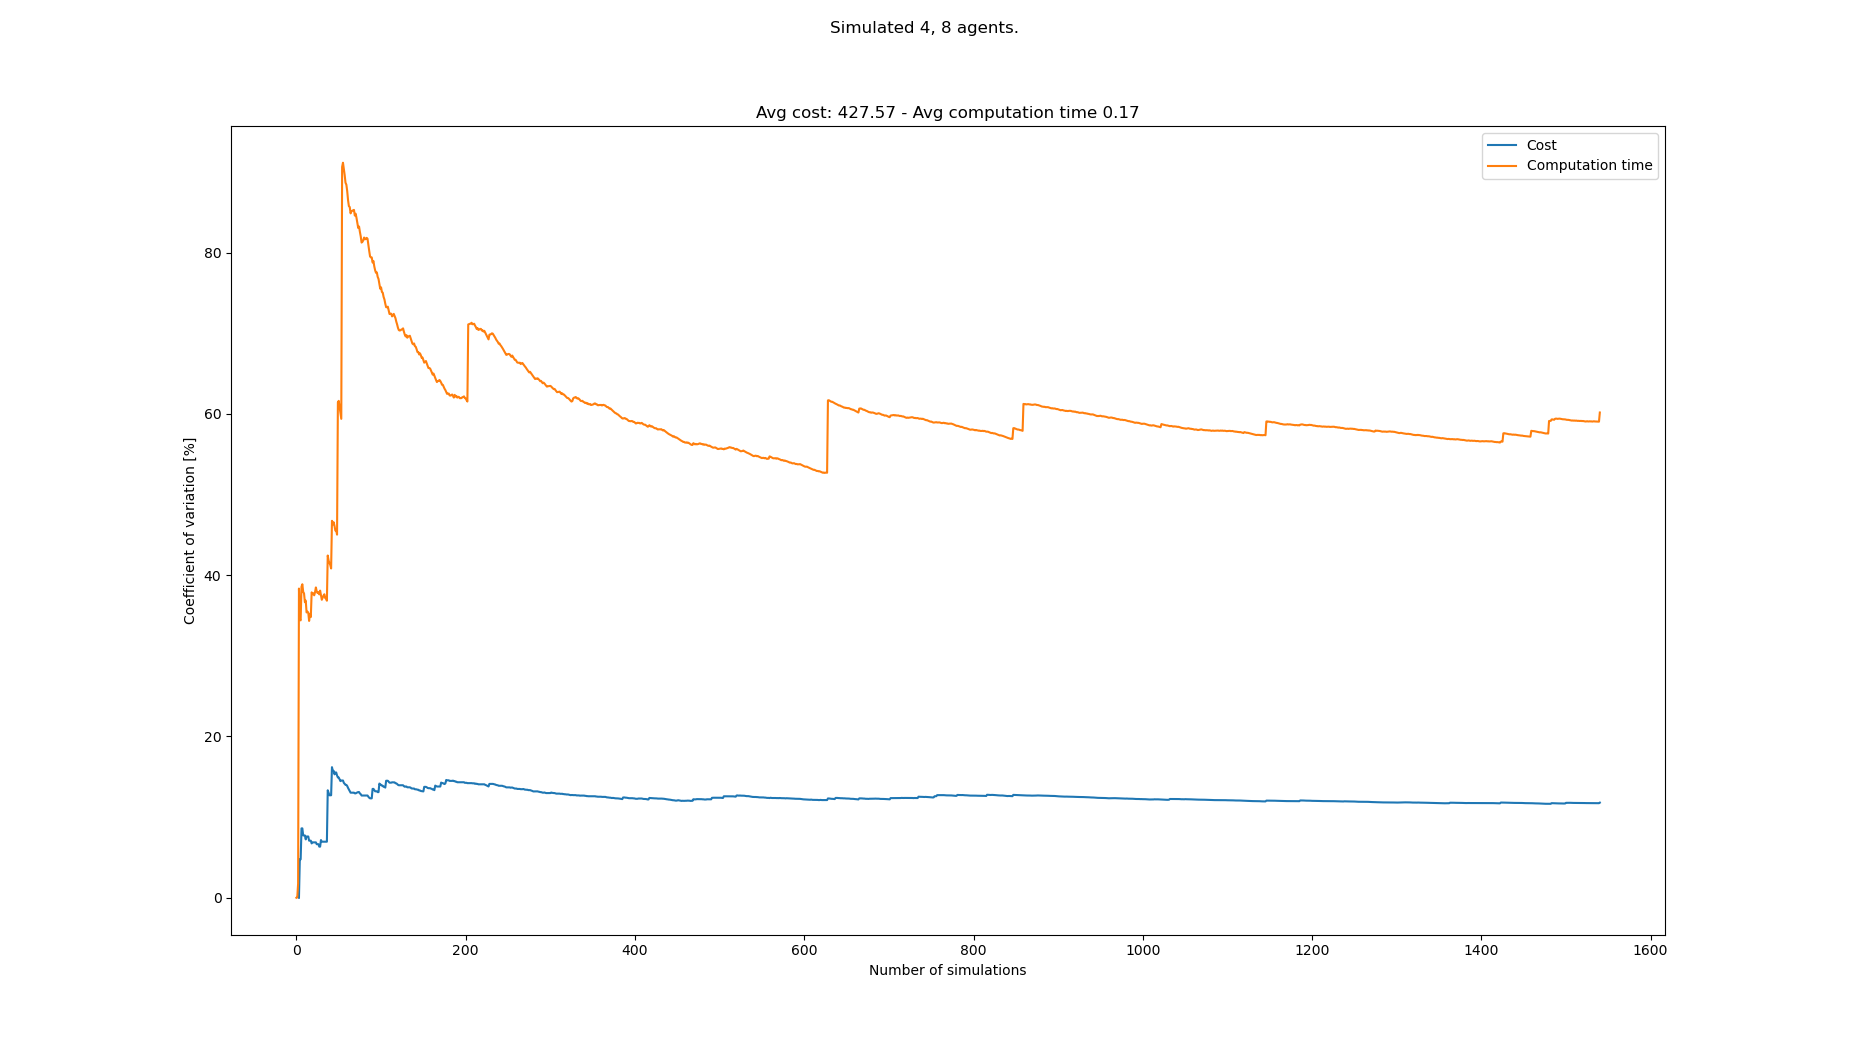 Simulated 4, 8 agents.
Avg cost: 427.57 - Avg computation time 0.17
Cost
Computation time
Coefficient of variation [%]
80
60
40
20
0
0 200 400 600 800 1000 1200 1400 1600
Number of simulations